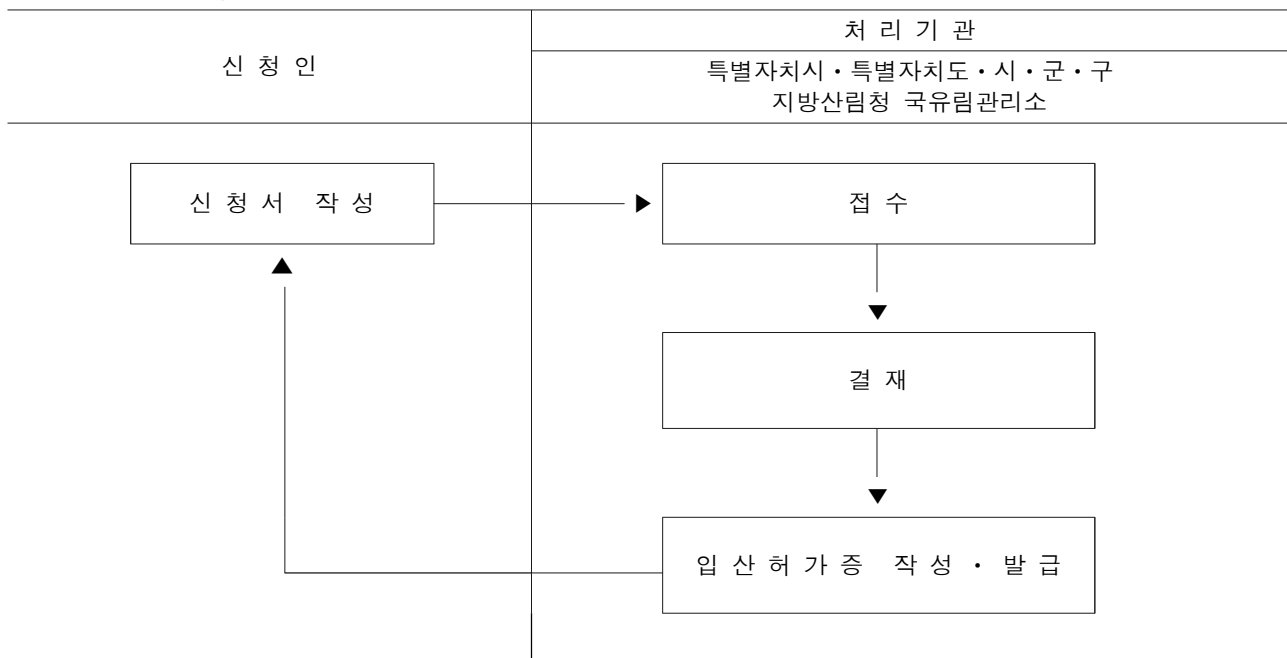 처 리 기 관
신 청 인
특별자치시·특별자치도·시·군·구
지방산림청 국유림관리소
신 청 서 작 성
접 수
결 재
입 산 허 가 증 작 성 · 발 급